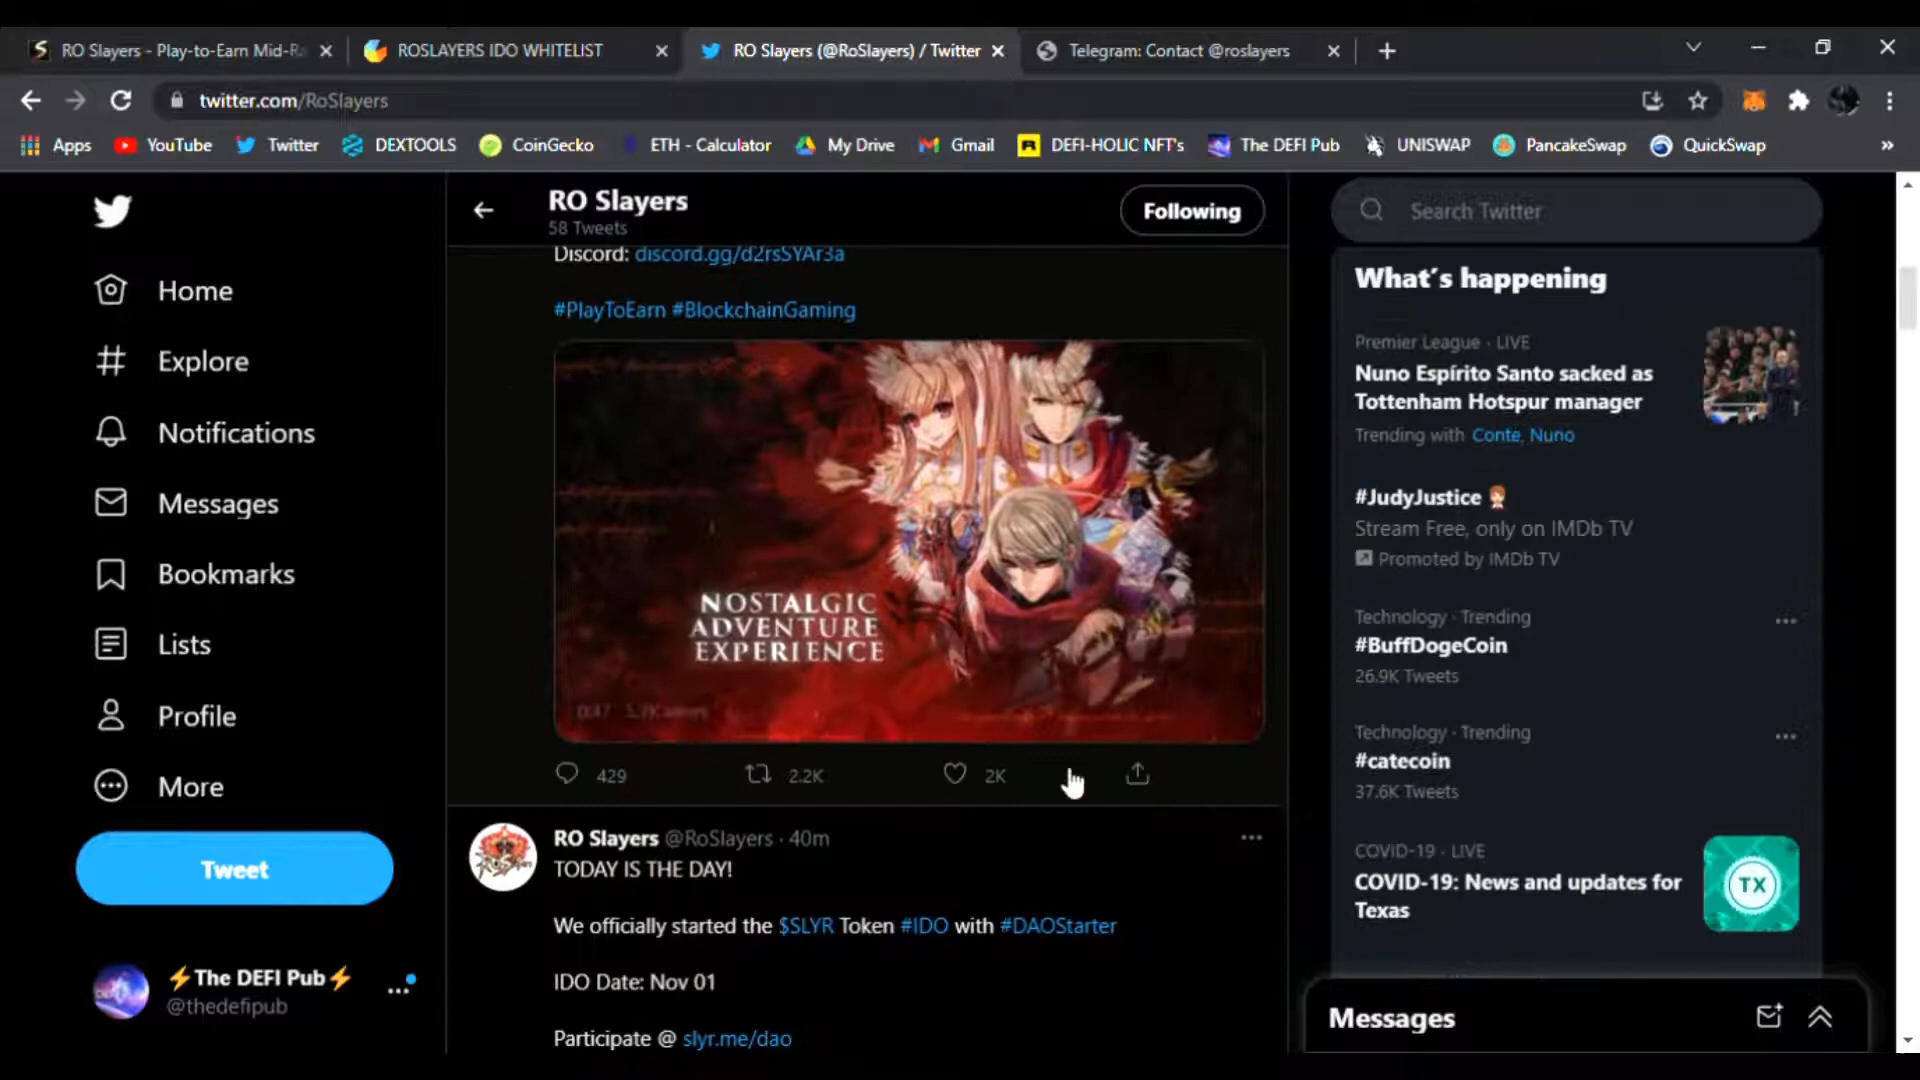 RO Slayers - Play-to-Earn Mid-Ra
ROSLAYERS IDO WHITELIST
RO Slayers (@RoSlayers) / Twitter
Telegram: Contact @roslayers
twitter.com/RoSlayers
Apps
YouTube
Twitter
DEXTOOLS
CoinGecko
ETH - Calculator
My Drive
Gmail
DEFI-HOLIC NFT's
The DEFI Pub
UNISWAP
PancakeSwap
QuickSwap
»
Home
Explore
Notifications
Messages
Bookmarks
Lists
Profile
More
Tweet
⚡The DEFI Pub⚡
@thedefipub
RO Slayers
58 Tweets
Following
Discord: discord.gg/d2rsSYAr3a
#PlayToEarn #BlockchainGaming
NOSTALGIC
ADVENTURE
EXPERIENCE
0:47
429
2.2K
2K
RO Slayers @RoSlayers · 40m
TODAY IS THE DAY!
We officially started the $SLYR Token #IDO with #DAOStarter
IDO Date: Nov 01
Participate @ slyr.me/dao
Search Twitter
What's happening
Premier League · LIVE
Nuno Espírito Santo sacked as
Tottenham Hotspur manager
Trending with Conte, Nuno
#JudyJustice
Stream Free, only on IMDb TV
Promoted by IMDb TV
Technology · Trending
#BuffDogeCoin
26.9K Tweets
Technology · Trending
#catecoin
37.6K Tweets
COVID-19 · LIVE
COVID-19: News and updates for
Texas
TX
Messages